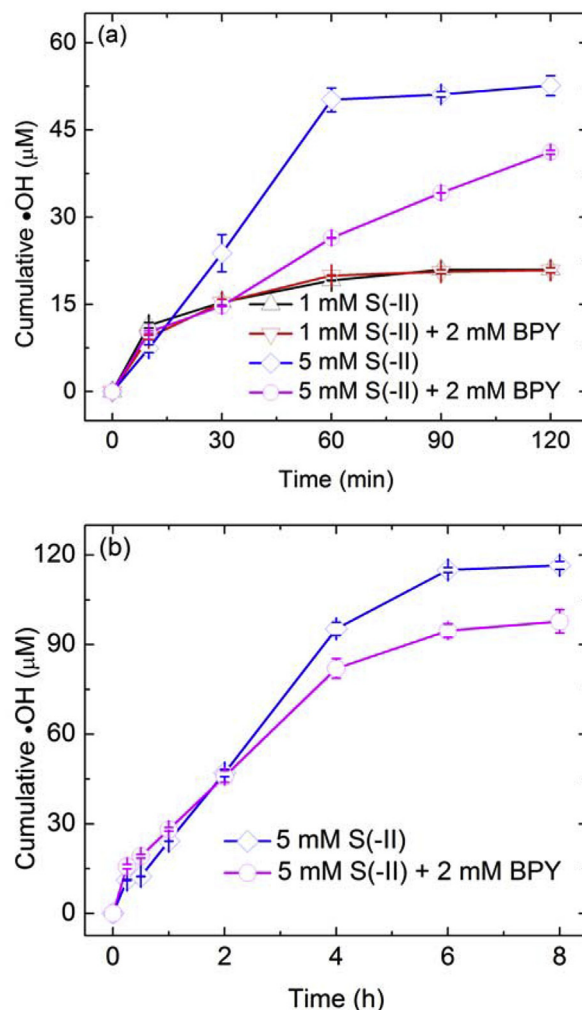 (a)
60
45
30
15
0
Cumulative •OH (μM)
1 mM S(-II)
1 mM S(-II) + 2 mM BPY
5 mM S(-II)
5 mM S(-II) + 2 mM BPY
0 30 60 90 120
Time (min)
(b)
120
90
60
30
0
Cumulative •OH (μM)
5 mM S(-II)
5 mM S(-II) + 2 mM BPY
0 2 4 6 8
Time (h)